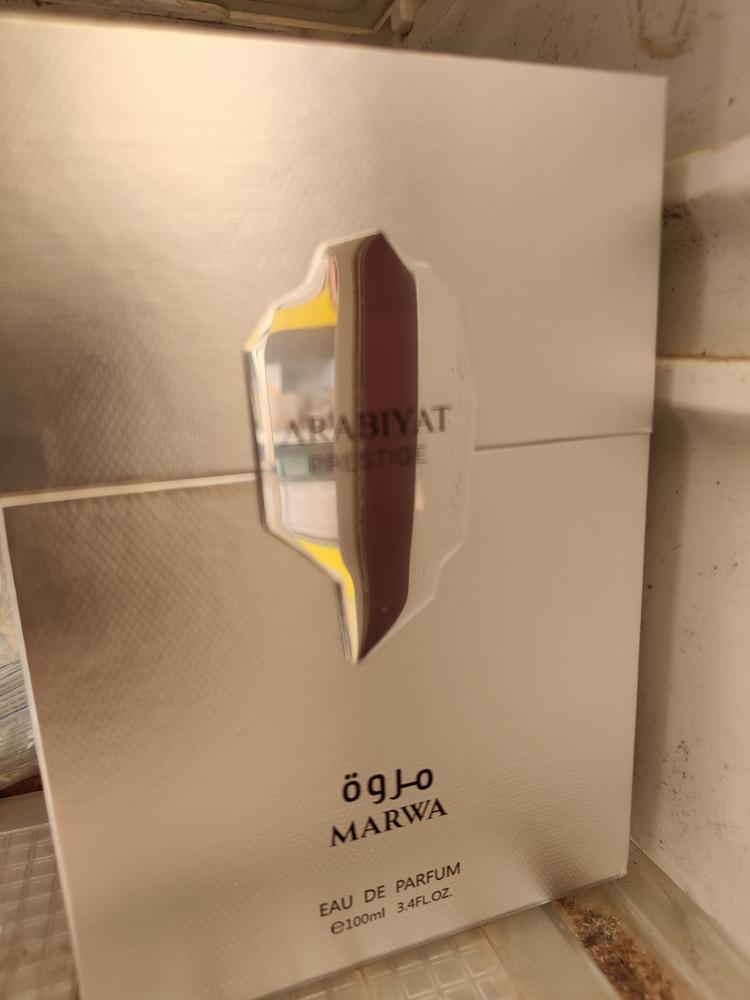 ARABIYAT
PRESTIGE
مروة
MARWA
EAU DE PARFUM
℮100ml 3.4FL.OZ.